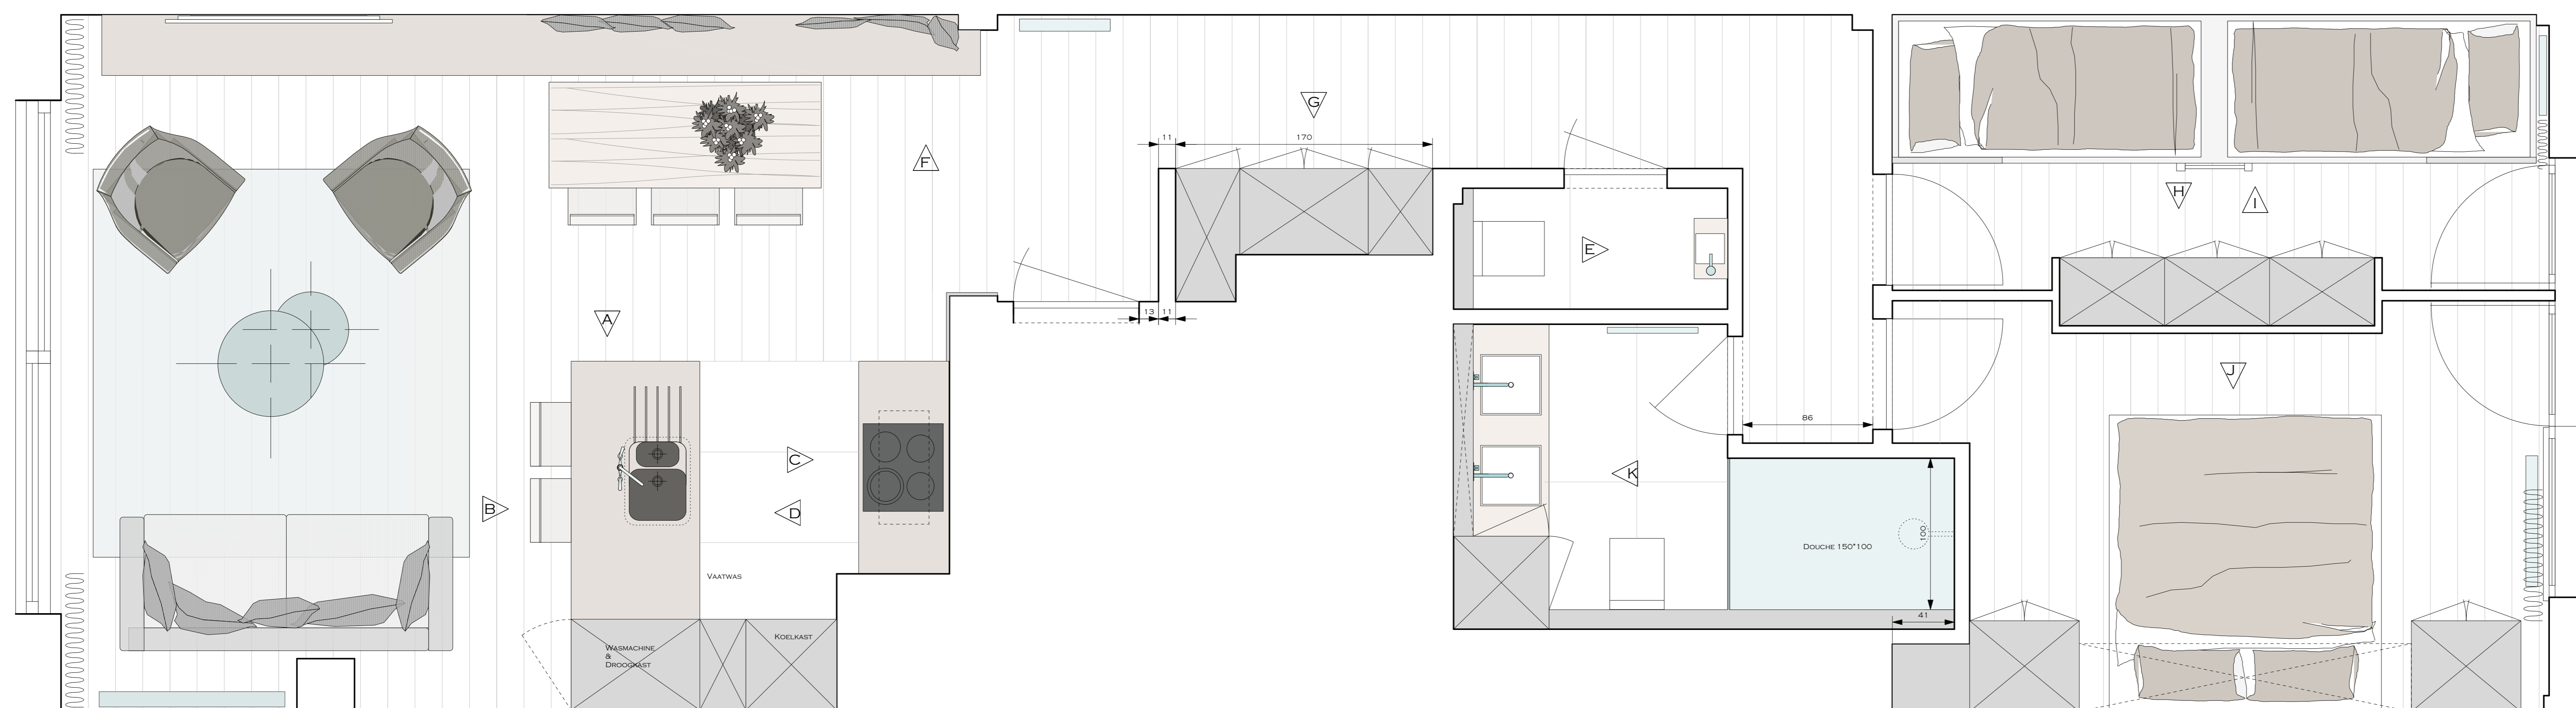 G
11
170
F
H
I
E
13
11
A
J
86
C
K
B
D
100
Douche 150*100
Vaatwas
41
Koelkast
Wasmachine
&
Droogkast